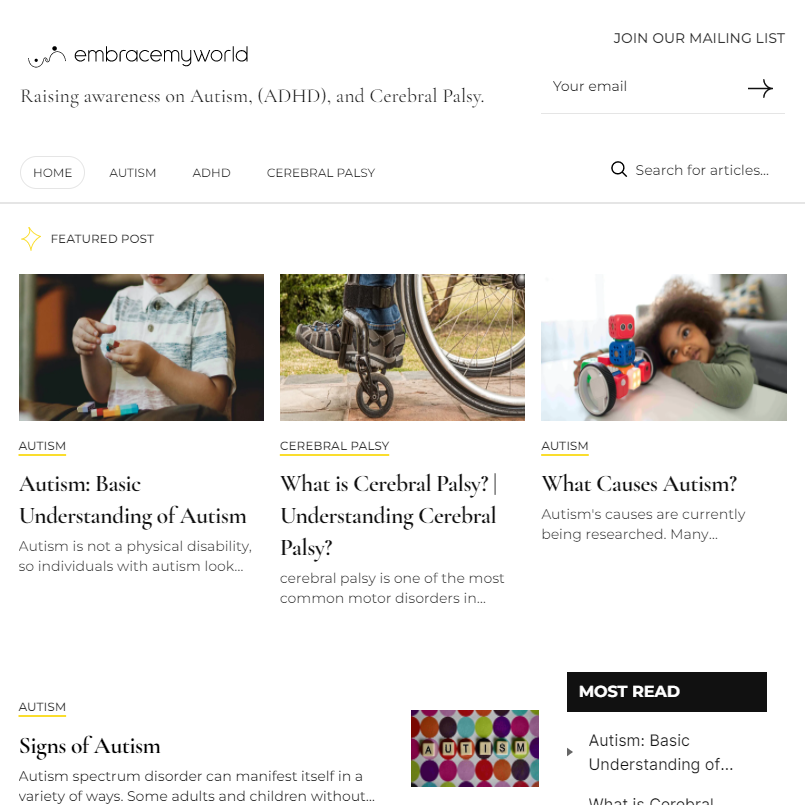 embracemyworld
Raising awareness on Autism, (ADHD), and Cerebral Palsy.
JOIN OUR MAILING LIST
Your email
HOME
AUTISM
ADHD
CEREBRAL PALSY
Search for articles...
FEATURED POST
AUTISM
Autism: Basic
Understanding of Autism
Autism is not a physical disability,
so individuals with autism look...
CEREBRAL PALSY
What is Cerebral Palsy? |
Understanding Cerebral
Palsy?
cerebral palsy is one of the most
common motor disorders in...
AUTISM
What Causes Autism?
Autism's causes are currently
being researched. Many...
AUTISM
Signs of Autism
Autism spectrum disorder can manifest itself in a
variety of ways. Some adults and children without...
AUTISM
MOST READ
Autism: Basic
Understanding of...
What is Cerebral